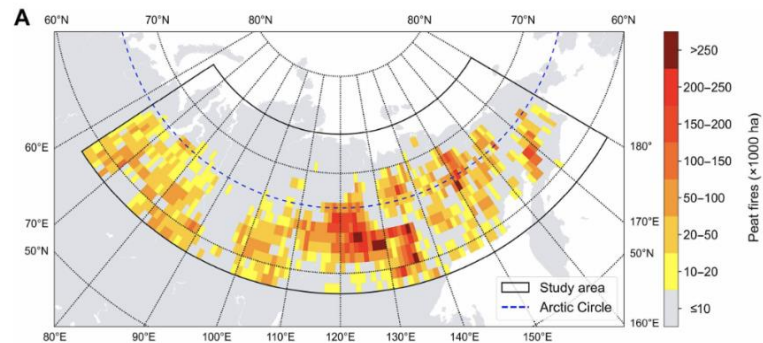 A
60°N 70°N 80°N 80°N 70°N 60°N
>250
200–250
150–200
100–150
50–100
20–50
10–20
≤10
Peat fires (×1000 ha)
60°E
70°E
50°N
180°
170°E
50°N
160°E
Study area
Arctic Circle
80°E 90°E 100°E 110°E 120°E 130°E 140°E 150°E